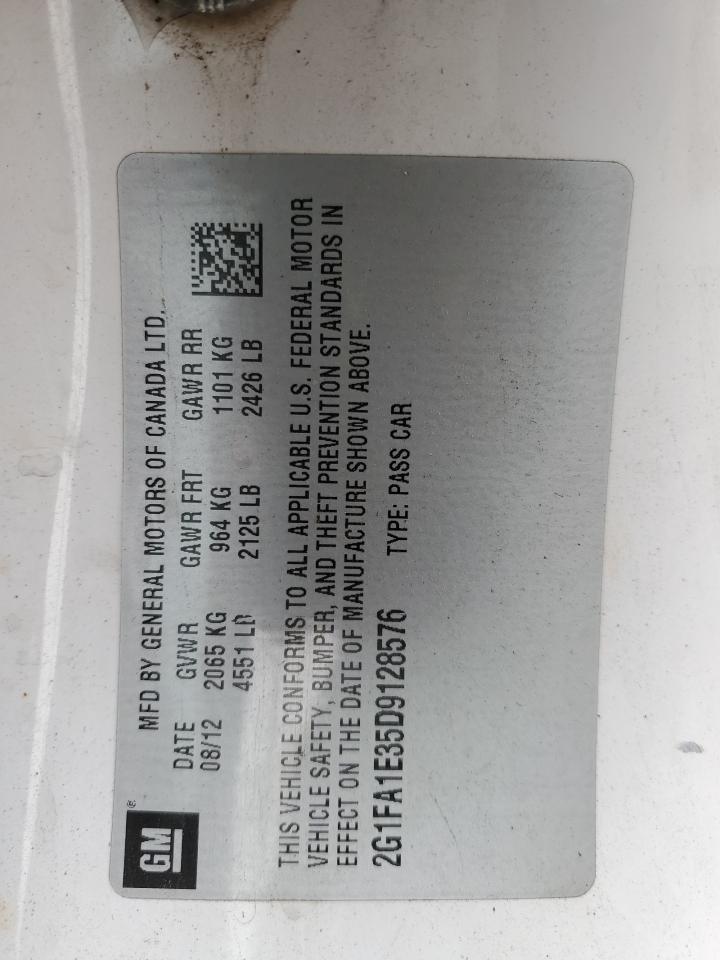 GM ®
MFD BY GENERAL MOTORS OF CANADA LTD.
DATE GVWR GAWR FRT GAWR RR
08/12 2065 KG 964 KG 1101 KG
4551 LB 2125 LB 2426 LB
THIS VEHICLE CONFORMS TO ALL APPLICABLE U.S. FEDERAL MOTOR
VEHICLE SAFETY, BUMPER, AND THEFT PREVENTION STANDARDS IN
EFFECT ON THE DATE OF MANUFACTURE SHOWN ABOVE.
2G1FA1E35D9128576 TYPE: PASS CAR